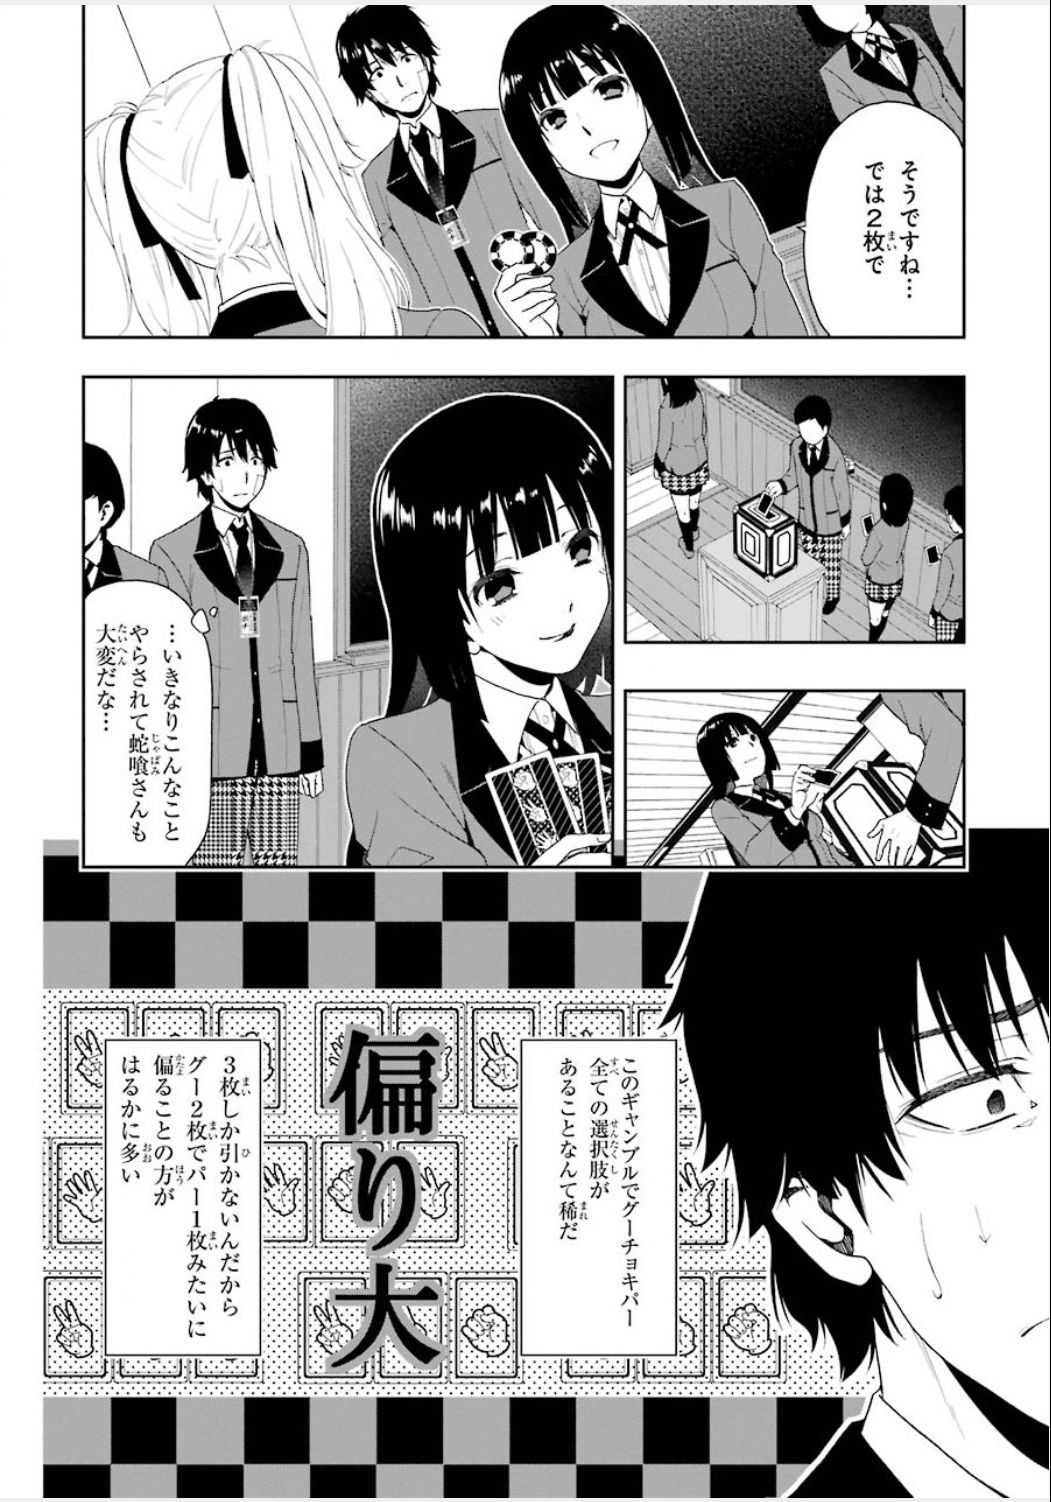 そうですね…
では2枚で
…いきなりこんなこと
やらされて蛇喰さんも
大変だな…
このギャンブルでグーチョキパー
全ての選択肢が
あることなんて稀だ
偏り大
3枚しか引かないんだから
グー2枚でパー1枚みたいに
偏ることの方が
はるかに多い